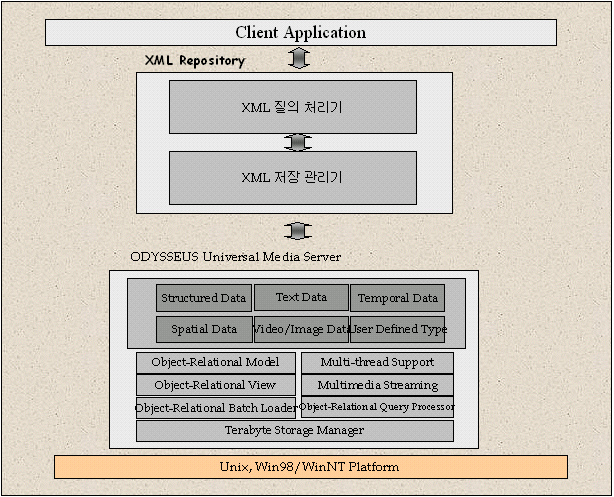 Client Application
XML Repository
XML 질의 처리기
XML 저장 관리기
ODYSSEUS Universal Media Server
Structured Data
Text Data
Temporal Data
Spatial Data
Video/Image Data
User Defined Type
Object-Relational Model
Multi-thread Support
Object-Relational View
Multimedia Streaming
Object-Relational Batch Loader
Object-Relational Query Processor
Terabyte Storage Manager
Unix, Win98/WinNT Platform